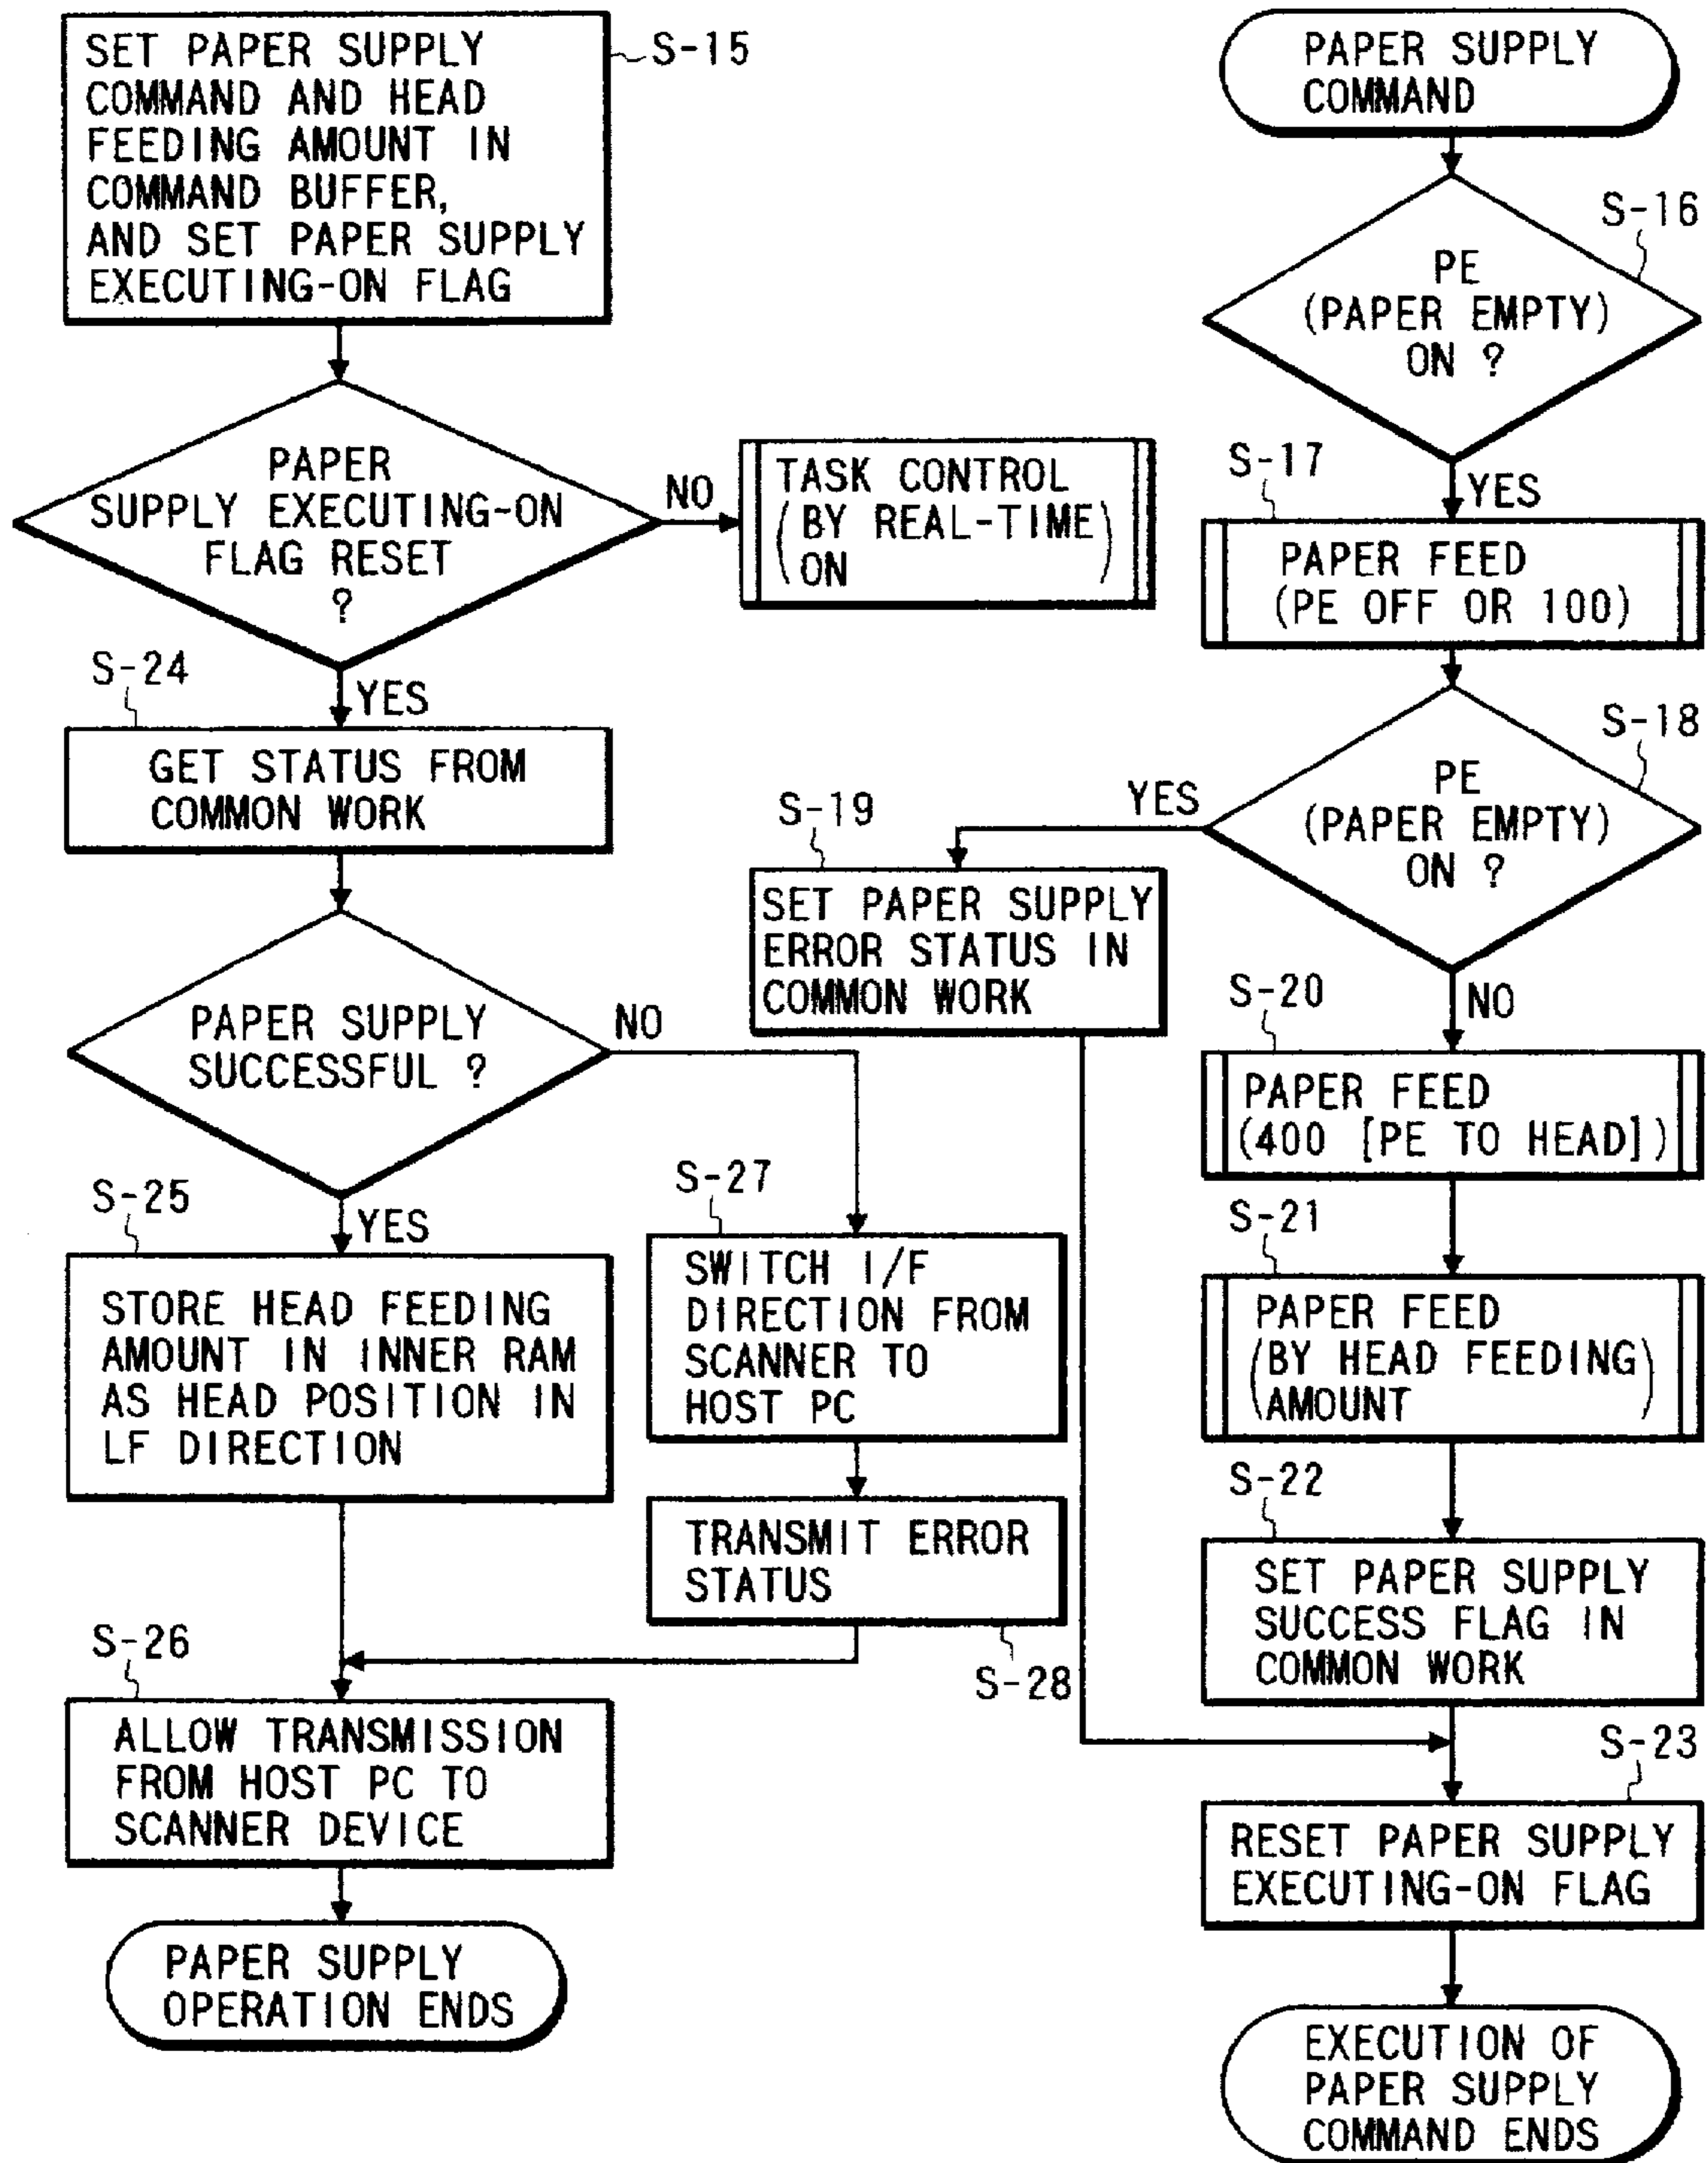 SET PAPER SUPPLY
COMMAND AND HEAD
FEEDING AMOUNT IN
COMMAND BUFFER,
AND SET PAPER SUPPLY
EXECUTING-ON FLAG
S-15
PAPER
SUPPLY EXECUTING-ON
FLAG RESET
?
NO
TASK CONTROL
(BY REAL-TIME)
ON
YES
S-24
GET STATUS FROM
COMMON WORK
PAPER SUPPLY
SUCCESSFUL ?
NO
YES
S-25
STORE HEAD FEEDING
AMOUNT IN INNER RAM
AS HEAD POSITION IN
LF DIRECTION
S-27
SWITCH I/F
DIRECTION FROM
SCANNER TO
HOST PC
TRANSMIT ERROR
STATUS
S-28
S-26
ALLOW TRANSMISSION
FROM HOST PC TO
SCANNER DEVICE
PAPER SUPPLY
OPERATION ENDS
PAPER SUPPLY
COMMAND
S-16
PE
(PAPER EMPTY)
ON ?
YES
S-17
PAPER FEED
(PE OFF OR 100)
S-18
PE
(PAPER EMPTY)
ON ?
YES
S-19
SET PAPER SUPPLY
ERROR STATUS IN
COMMON WORK
NO
S-20
PAPER FEED
(400 [PE TO HEAD])
S-21
PAPER FEED
(BY HEAD FEEDING)
AMOUNT
S-22
SET PAPER SUPPLY
SUCCESS FLAG IN
COMMON WORK
S-23
RESET PAPER SUPPLY
EXECUTING-ON FLAG
EXECUTION OF
PAPER SUPPLY
COMMAND ENDS